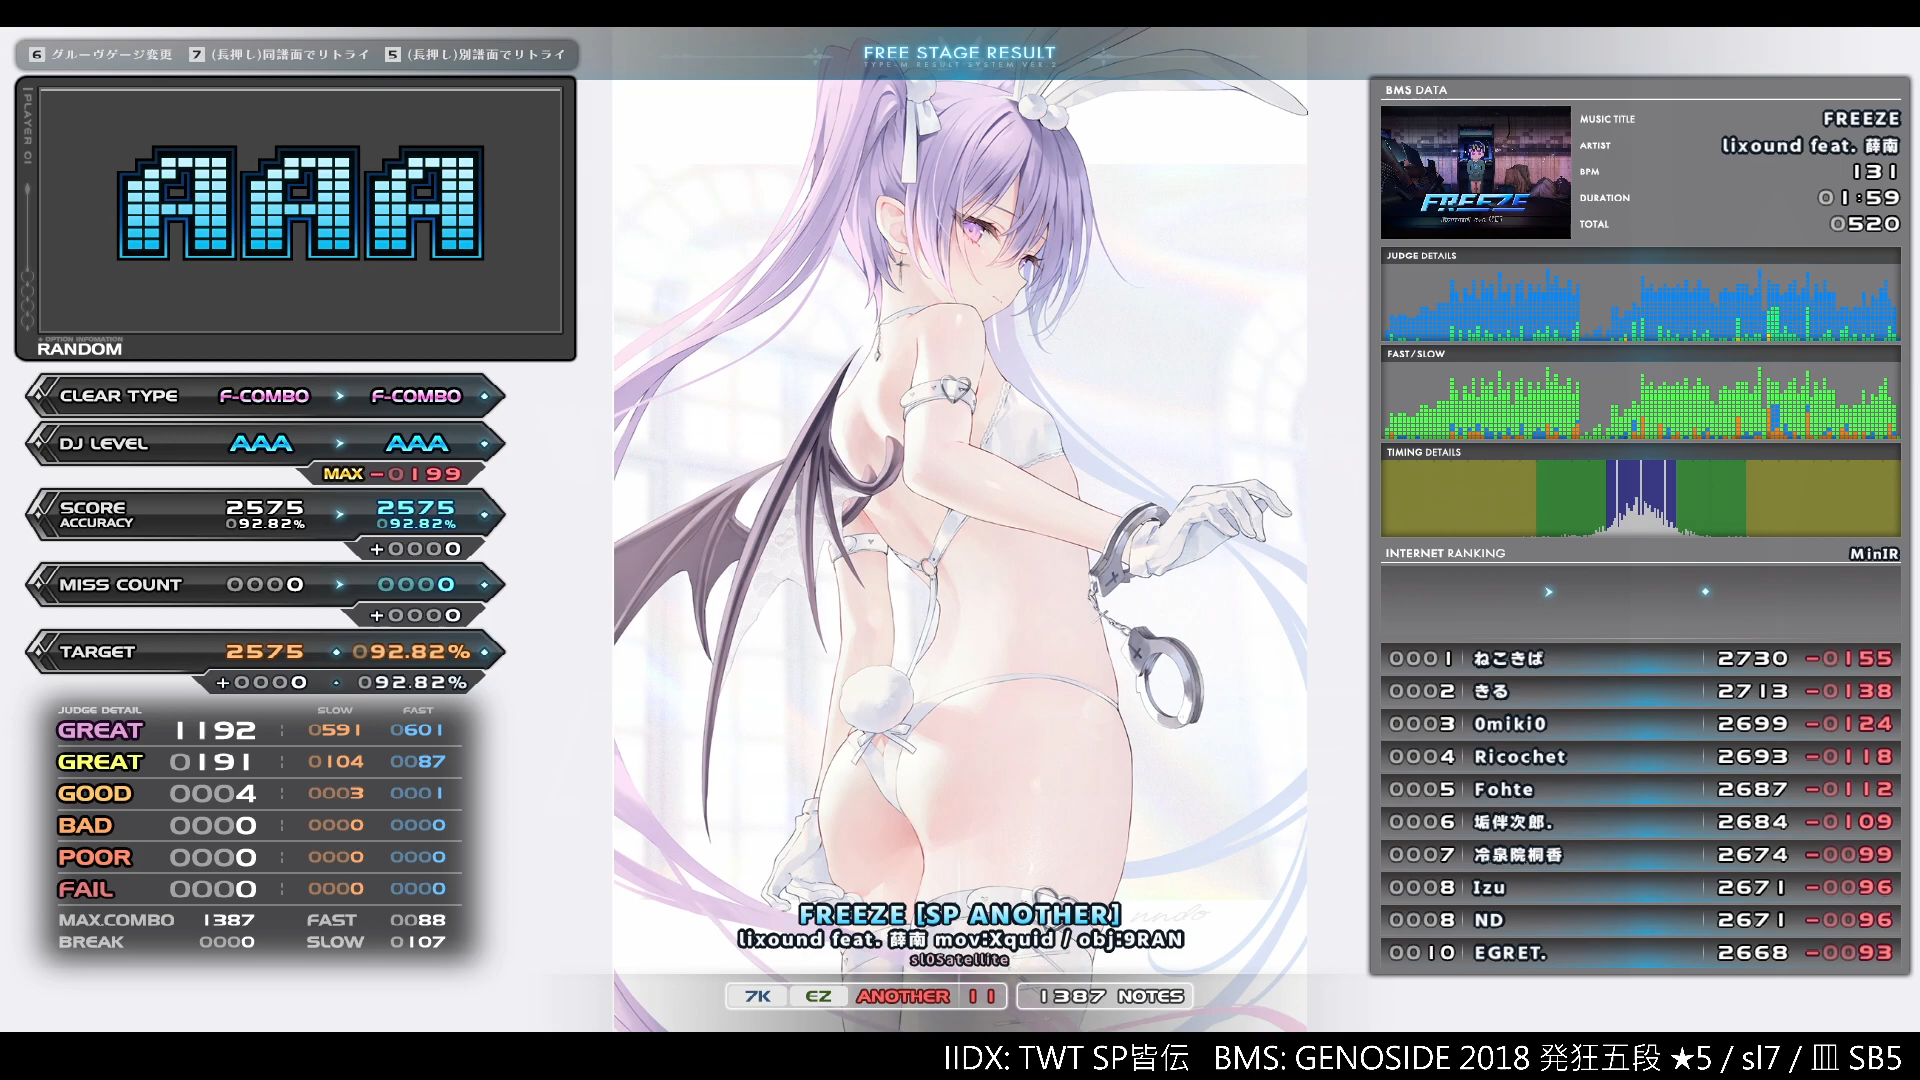 6 グルーヴゲージ変更 7 (長押し)同譜面でリトライ 5 (長押し)別譜面でリトライ
FREE STAGE RESULT
TYPE-M RESULT SYSTEM VER.2
PLAYER 01
AAA
OPTION INFOMATION
RANDOM
CLEAR TYPE F-COMBO F-COMBO
DJ LEVEL AAA AAA
MAX -0199
SCORE 2575 2575
ACCURACY 092.82% 092.82%
+0000
MISS COUNT 0000 0000
+0000
TARGET 2575 092.82%
+0000 092.82%
JUDGE DETAIL SLOW FAST
GREAT 1192 0591 0601
GREAT 0191 0104 0087
GOOD 0004 0003 0001
BAD 0000 0000 0000
POOR 0000 0000 0000
FAIL 0000 0000 0000
MAX.COMBO 1387 FAST 0088
BREAK 0000 SLOW 0107
FREEZE [SP ANOTHER]
lixound feat. 薛南 mov:Xquid / obj:9RAN
sl0Satellite
7K EZ ANOTHER 11 1387 NOTES
BMS DATA
FREEZE
MUSIC TITLE FREEZE
ARTIST lixound feat. 薛南
BPM 131
DURATION 01:59
TOTAL 0520
JUDGE DETAILS
FAST/SLOW
TIMING DETAILS
INTERNET RANKING MinIR
0001 ねこきば 2730 -0155
0002 きる 2713 -0138
0003 0miki0 2699 -0124
0004 Ricochet 2693 -0118
0005 Fohte 2687 -0112
0006 垢伴次郎. 2684 -0109
0007 冷泉院桐香 2674 -0099
0008 Izu 2671 -0096
0008 ND 2671 -0096
0010 EGRET. 2668 -0093
IIDX: TWT SP皆伝 BMS: GENOSIDE 2018 発狂五段 ★5 / sl7 / 皿 SB5